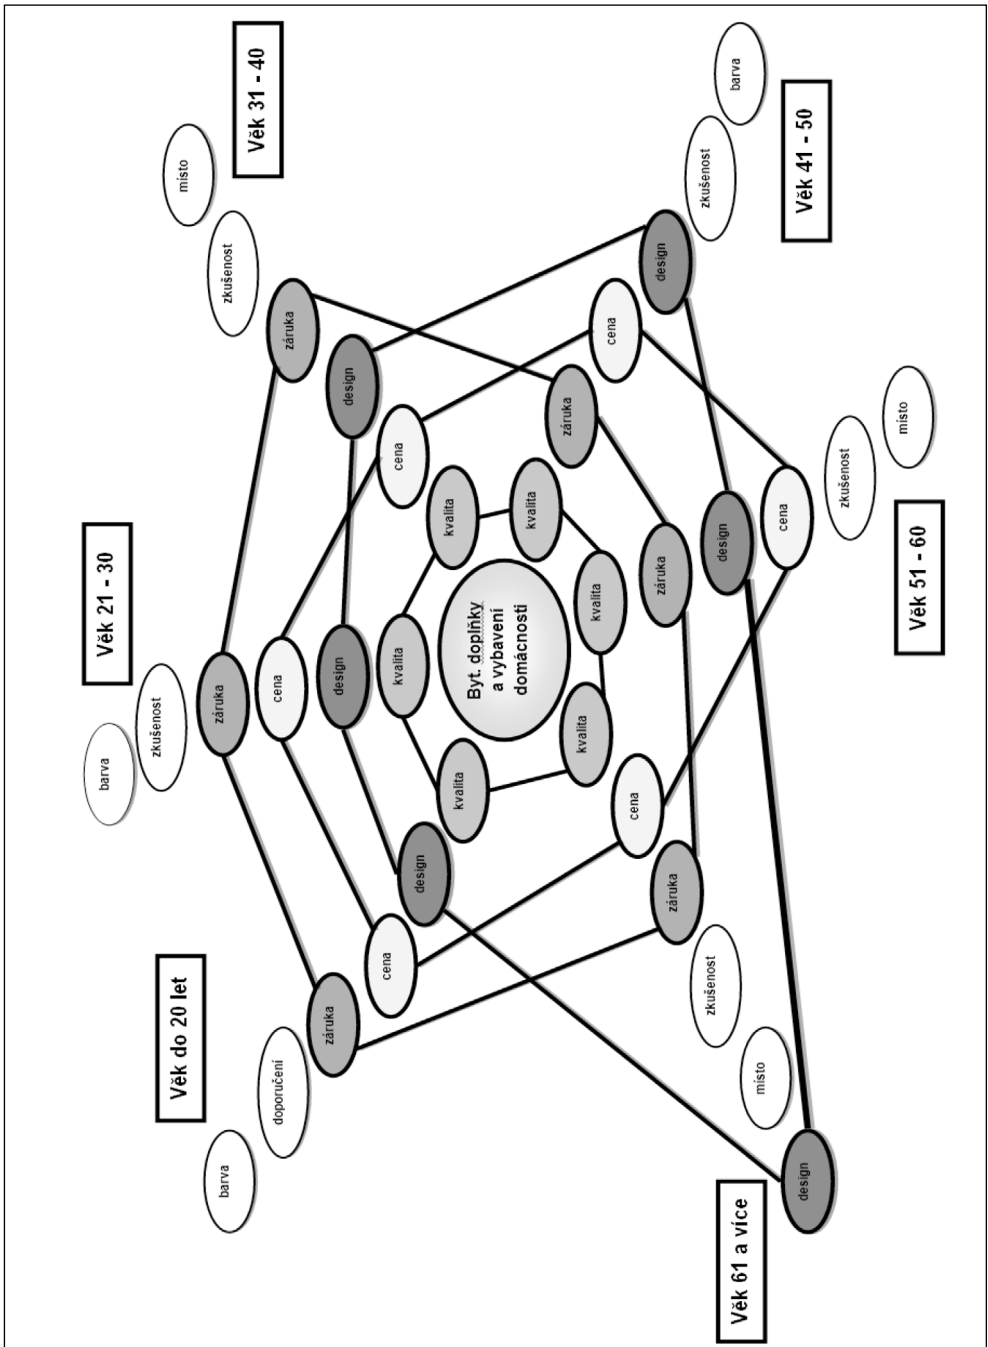 Věk do 20 let
barva
doporučení
záruka
cena
design
kvalita
Věk 21 - 30
barva
zkušenost
záruka
cena
design
kvalita
Věk 31 - 40
místo
zkušenost
záruka
design
cena
kvalita
Byt. doplňky
a vybavení
domácnosti
kvalita
záruka
cena
design
zkušenost
barva
Věk 41 - 50
kvalita
záruka
design
cena
zkušenost
místo
Věk 51 - 60
kvalita
cena
záruka
zkušenost
místo
design
Věk 61 a více